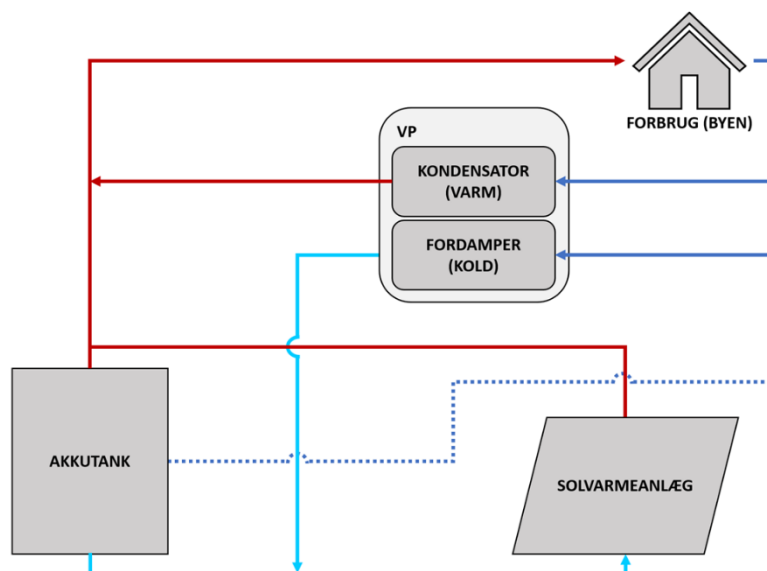 FORBRUG (BYEN)
VP
KONDENSATOR
(VARM)
FORDAMPER
(KOLD)
AKKUTANK
SOLVARMEANLÆG